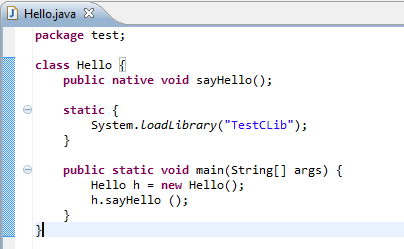 Hello.java
package test;
class Hello {
public native void sayHello();
static {
System.loadLibrary("TestCLib");
}
public static void main(String[] args) {
Hello h = new Hello();
h.sayHello ();
}
}